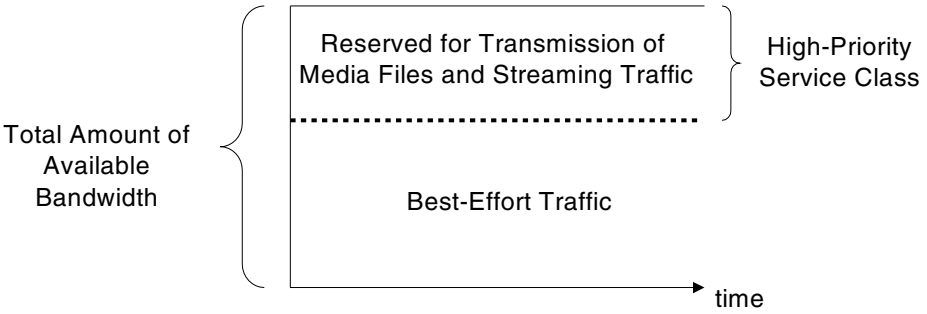 Reserved for Transmission of
Media Files and Streaming Traffic
High-Priority
Service Class
Total Amount of
Available
Bandwidth
Best-Effort Traffic
time